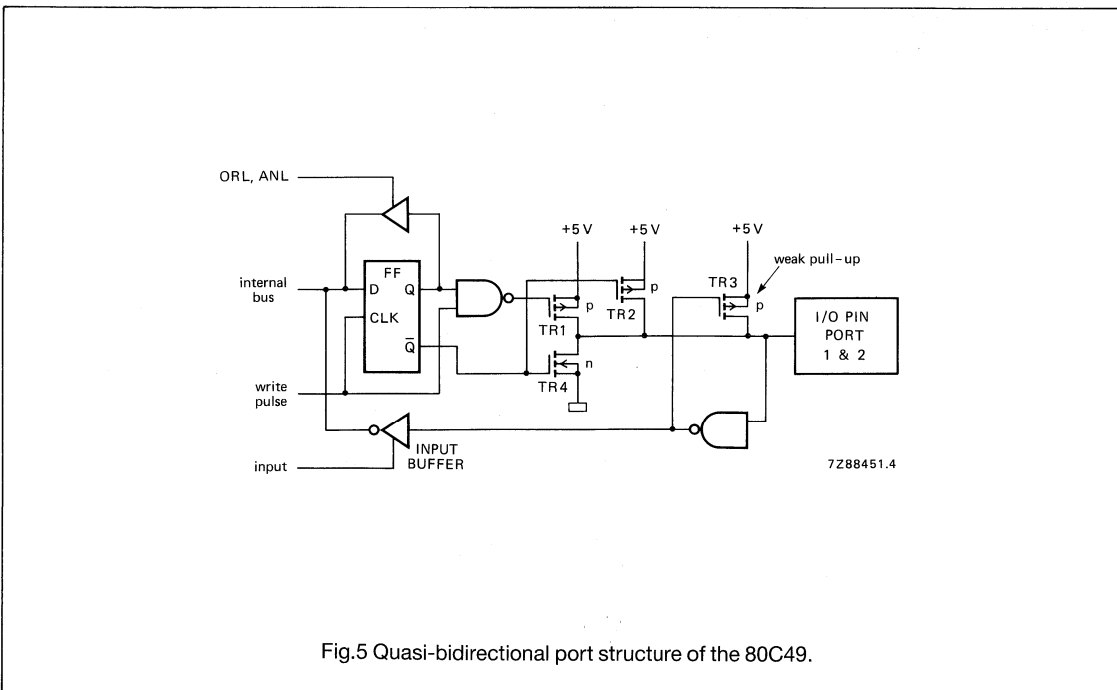 ORL, ANL
+5 V
+5 V
+5 V
weak pull-up
internal
bus
FF
D
Q
CLK
Q̅
p
TR1
p
TR2
TR3
p
I/O PIN
PORT
1 & 2
n
TR4
write
pulse
INPUT
BUFFER
input
7Z88451.4
Fig.5 Quasi-bidirectional port structure of the 80C49.